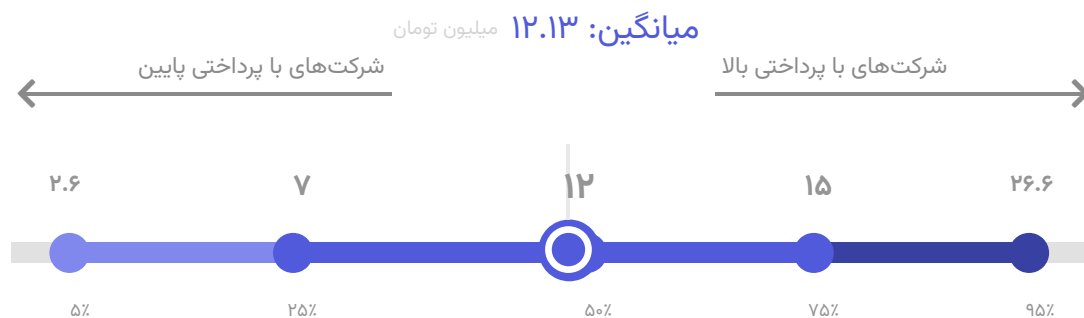 میانگین: ۱۲.۱۳ میلیون تومان
شرکت‌های با پرداختی بالا
شرکت‌های با پرداختی پایین
۲.۶ ۷ ۱۲ ۱۵ ۲۶.۶
۵٪ ۲۵٪ ۵۰٪ ۷۵٪ ۹۵٪